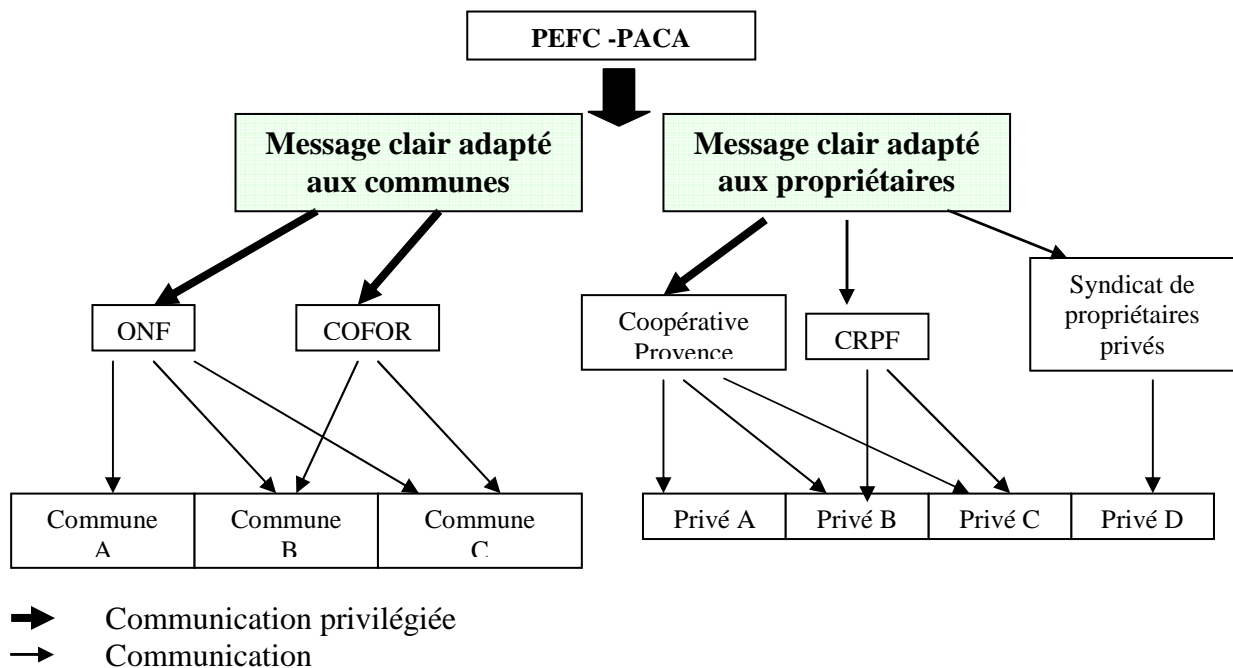 PEFC -PACA
Message clair adapté
aux communes
Message clair adapté
aux propriétaires
ONF
COFOR
Coopérative
Provence
CRPF
Syndicat de
propriétaires
privés
Commune
A
Commune
B
Commune
C
Privé A
Privé B
Privé C
Privé D
Communication privilégiée
Communication